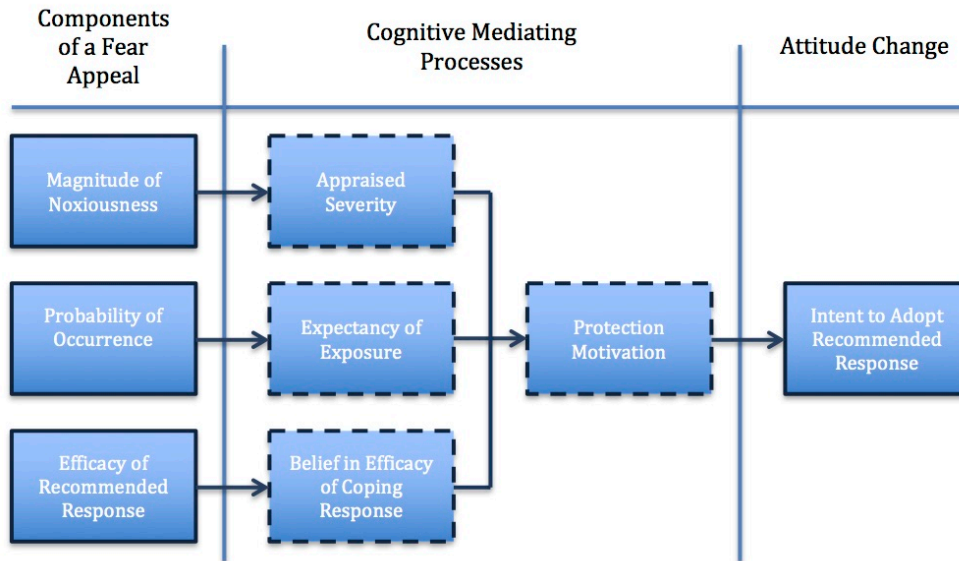 Components
of a Fear
Appeal
Cognitive Mediating
Processes
Attitude Change
Magnitude of
Noxiousness
Appraised
Severity
Probability of
Occurrence
Expectancy of
Exposure
Protection
Motivation
Intent to Adopt
Recommended
Response
Efficacy of
Recommended
Response
Belief in Efficacy
of Coping
Response